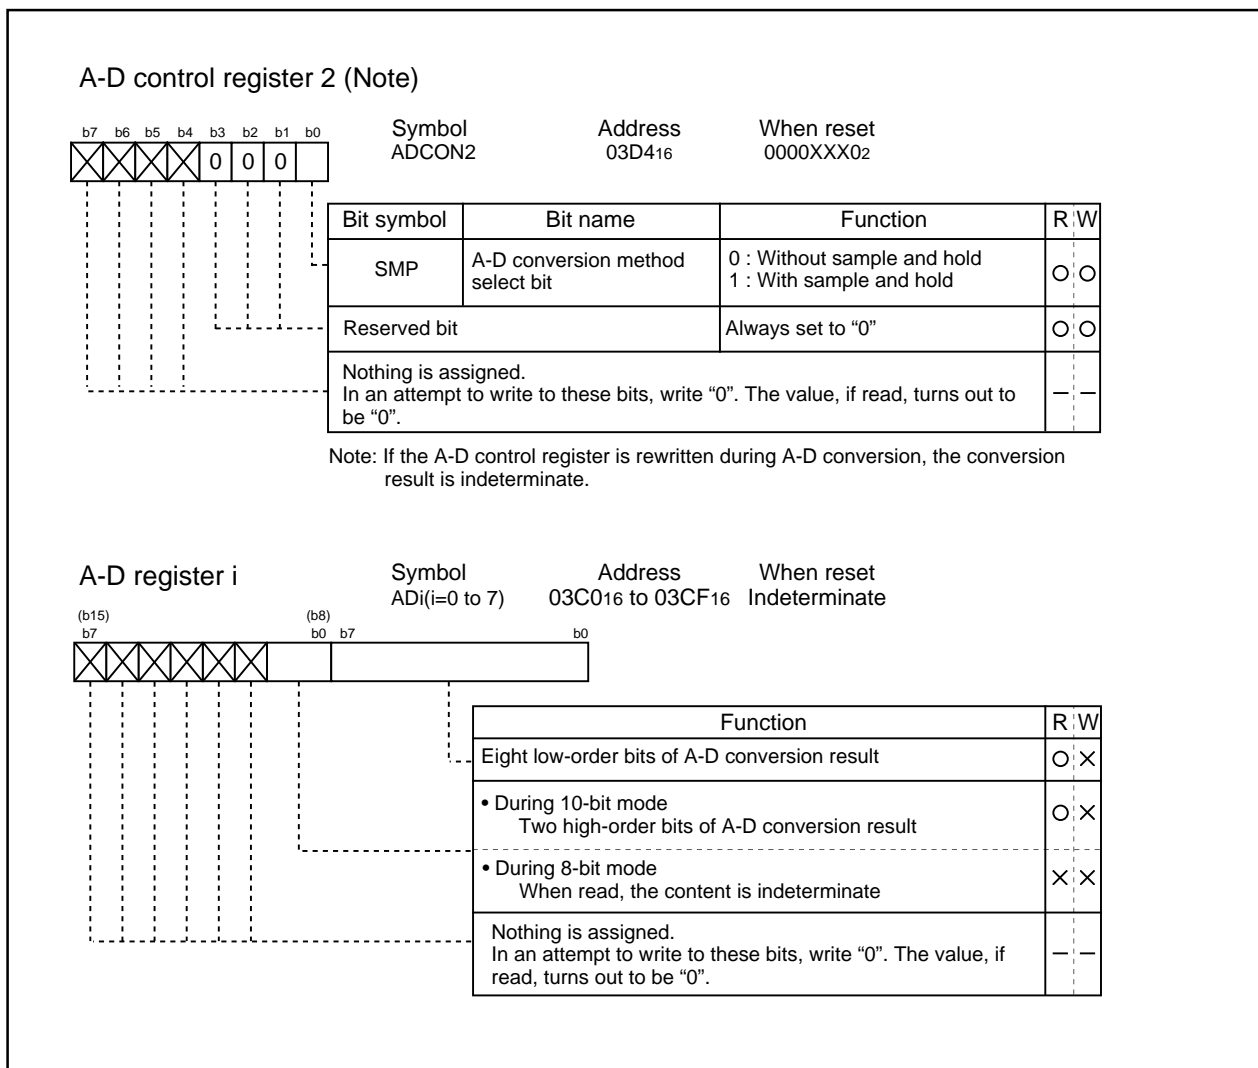 A-D control register 2 (Note)
b7 b6 b5 b4 b3 b2 b1 b0
0 0 0
Symbol Address When reset
ADCON2 03D416 0000XXX02
Bit symbol Bit name Function R W
SMP A-D conversion method select bit 0 : Without sample and hold
1 : With sample and hold
Reserved bit Always set to “0”
Nothing is assigned.
In an attempt to write to these bits, write “0”. The value, if read, turns out to
be “0”.
Note: If the A-D control register is rewritten during A-D conversion, the conversion
result is indeterminate.
A-D register i
Symbol Address When reset
ADi(i=0 to 7) 03C016 to 03CF16 Indeterminate
(b15) (b8)
b7 b0 b7 b0
Function R W
Eight low-order bits of A-D conversion result
• During 10-bit mode
Two high-order bits of A-D conversion result
• During 8-bit mode
When read, the content is indeterminate
Nothing is assigned.
In an attempt to write to these bits, write “0”. The value, if
read, turns out to be “0”.